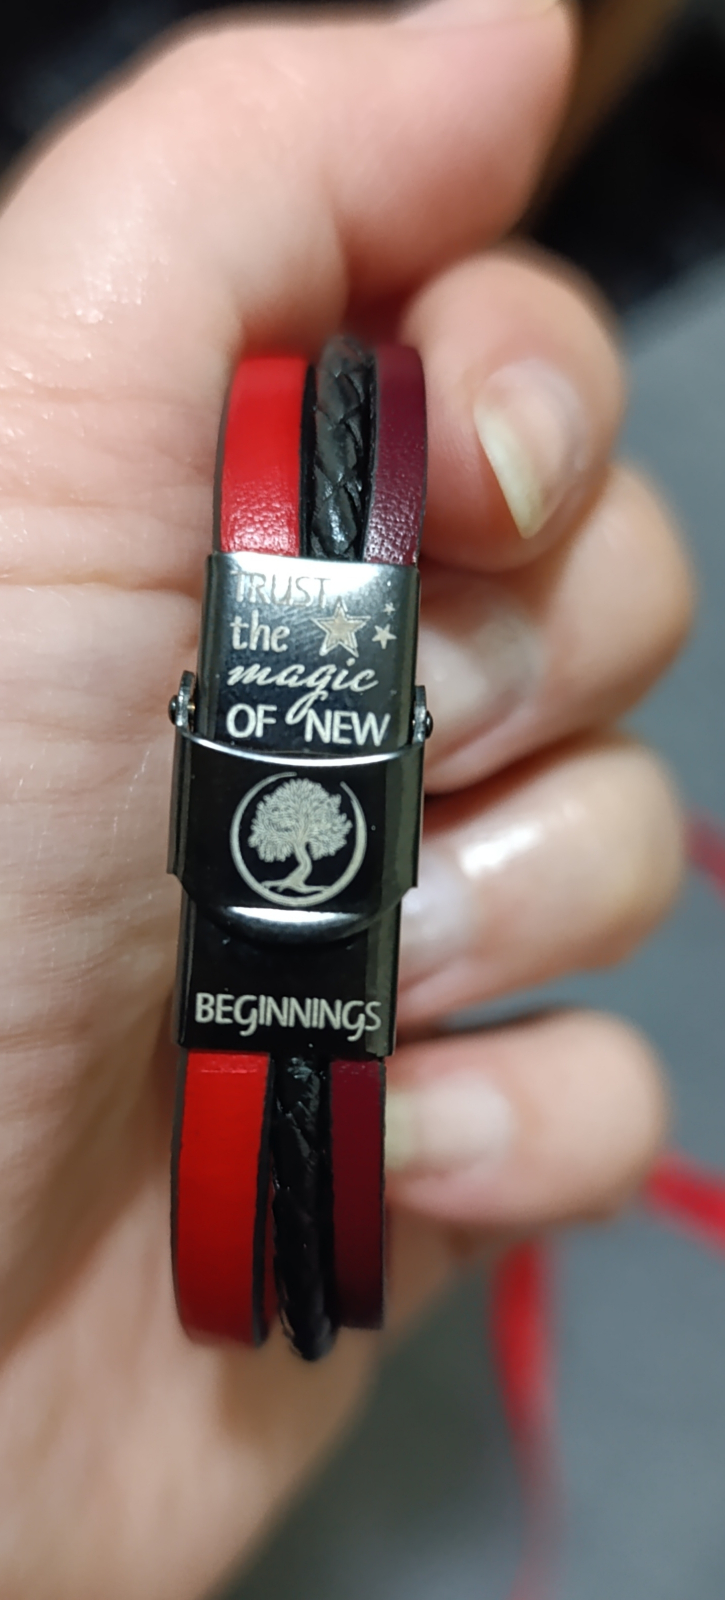 TRUST
the
magic
OF NEW
BEGINNINGS